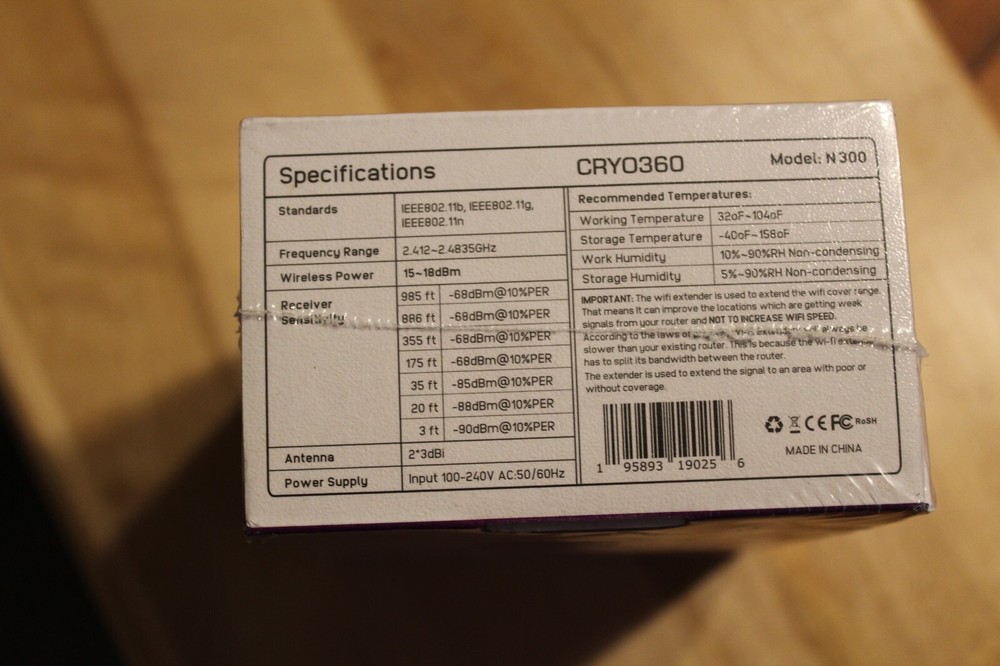 Specifications
CRYO360
Model: N300
Standards
IEEE802.11b, IEEE802.11g,
IEEE802.11n
Frequency Range
2.412~2.4835GHz
Wireless Power
15~18dBm
Receiver
Sensitivity
985 ft -68dBm@10%PER
886 ft -68dBm@10%PER
355 ft -68dBm@10%PER
175 ft -68dBm@10%PER
35 ft -85dBm@10%PER
20 ft -88dBm@10%PER
3 ft -90dBm@10%PER
Antenna
2*3dBi
Power Supply
Input 100-240V AC:50/60Hz
Recommended Temperatures:
Working Temperature 32oF~104oF
Storage Temperature -40oF~158oF
Work Humidity 10%~90%RH Non-condensing
Storage Humidity 5%~90%RH Non-condensing
IMPORTANT: The wifi extender is used to extend the wifi cover range.
That means It can improve the locations which are getting weak
signals from your router and NOT TO INCREASE WIFI SPEED.
According to the laws of Wi-Fi will always be
slower than your existing router. This is because the Wi-Fi extender
has to split its bandwidth between the router.
The extender is used to extend the signal to an area with poor or
without coverage.
1 95893 19025 6
CE FC RoSH
MADE IN CHINA